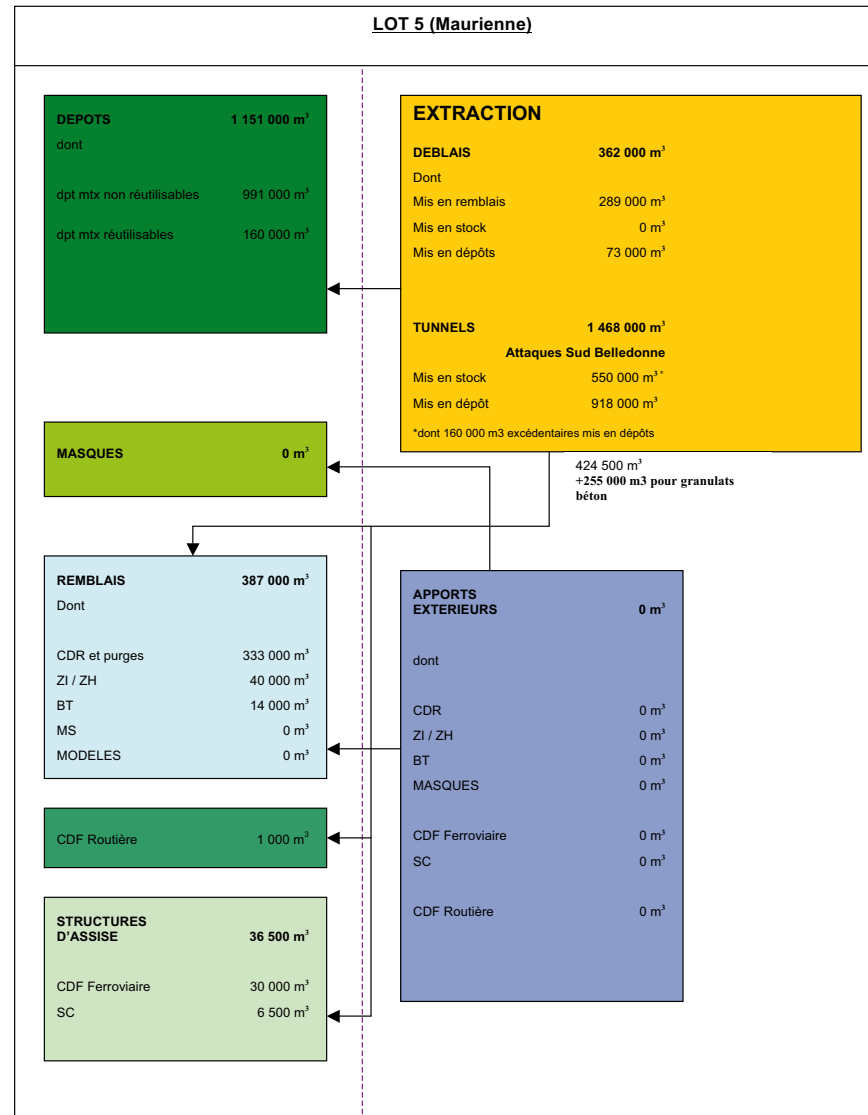 LOT 5 (Maurienne)
DEPOTS 1 151 000 m³
dont
dpt mtx non réutilisables 991 000 m³
dpt mtx réutilisables 160 000 m³
EXTRACTION
DEBLAIS 362 000 m³
Dont
Mis en remblais 289 000 m³
Mis en stock 0 m³
Mis en dépôts 73 000 m³
TUNNELS 1 468 000 m³
Attaques Sud Belledonne
Mis en stock 550 000 m³ *
Mis en dépôt 918 000 m³
*dont 160 000 m3 excédentaires mis en dépôts
MASQUES 0 m³
424 500 m³
+255 000 m3 pour granulats
béton
REMBLAIS 387 000 m³
Dont
CDR et purges 333 000 m³
ZI / ZH 40 000 m³
BT 14 000 m³
MS 0 m³
MODELES 0 m³
APPORTS
EXTERIEURS 0 m³
dont
CDR 0 m³
ZI / ZH 0 m³
BT 0 m³
MASQUES 0 m³
CDF Ferroviaire 0 m³
SC 0 m³
CDF Routière 0 m³
CDF Routière 1 000 m³
STRUCTURES
D'ASSISE 36 500 m³
CDF Ferroviaire 30 000 m³
SC 6 500 m³